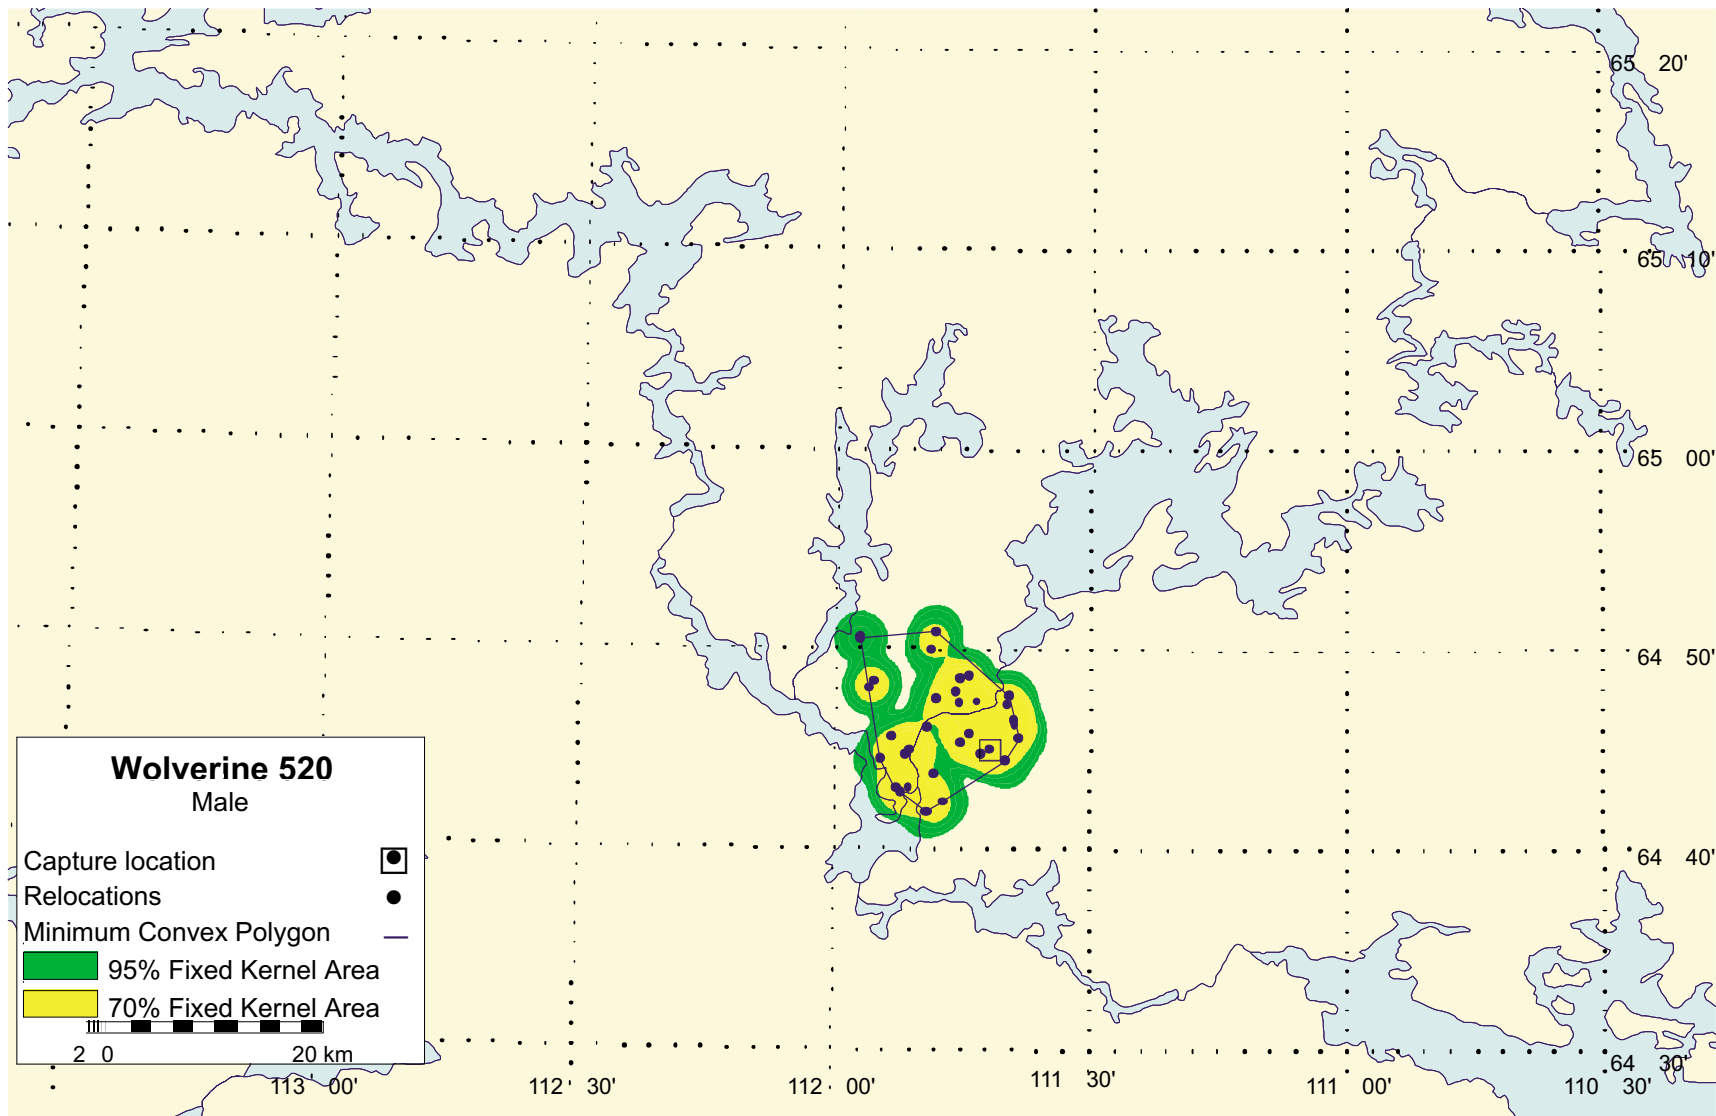 65 20'
65 10'
65 00'
64 50'
Wolverine 520
Male
Capture location
Relocations
Minimum Convex Polygon
95% Fixed Kernel Area
70% Fixed Kernel Area
2 0 20 km
64 40'
64 30'
113 00' 112 30' 112 00' 111 30' 111 00' 110 30'